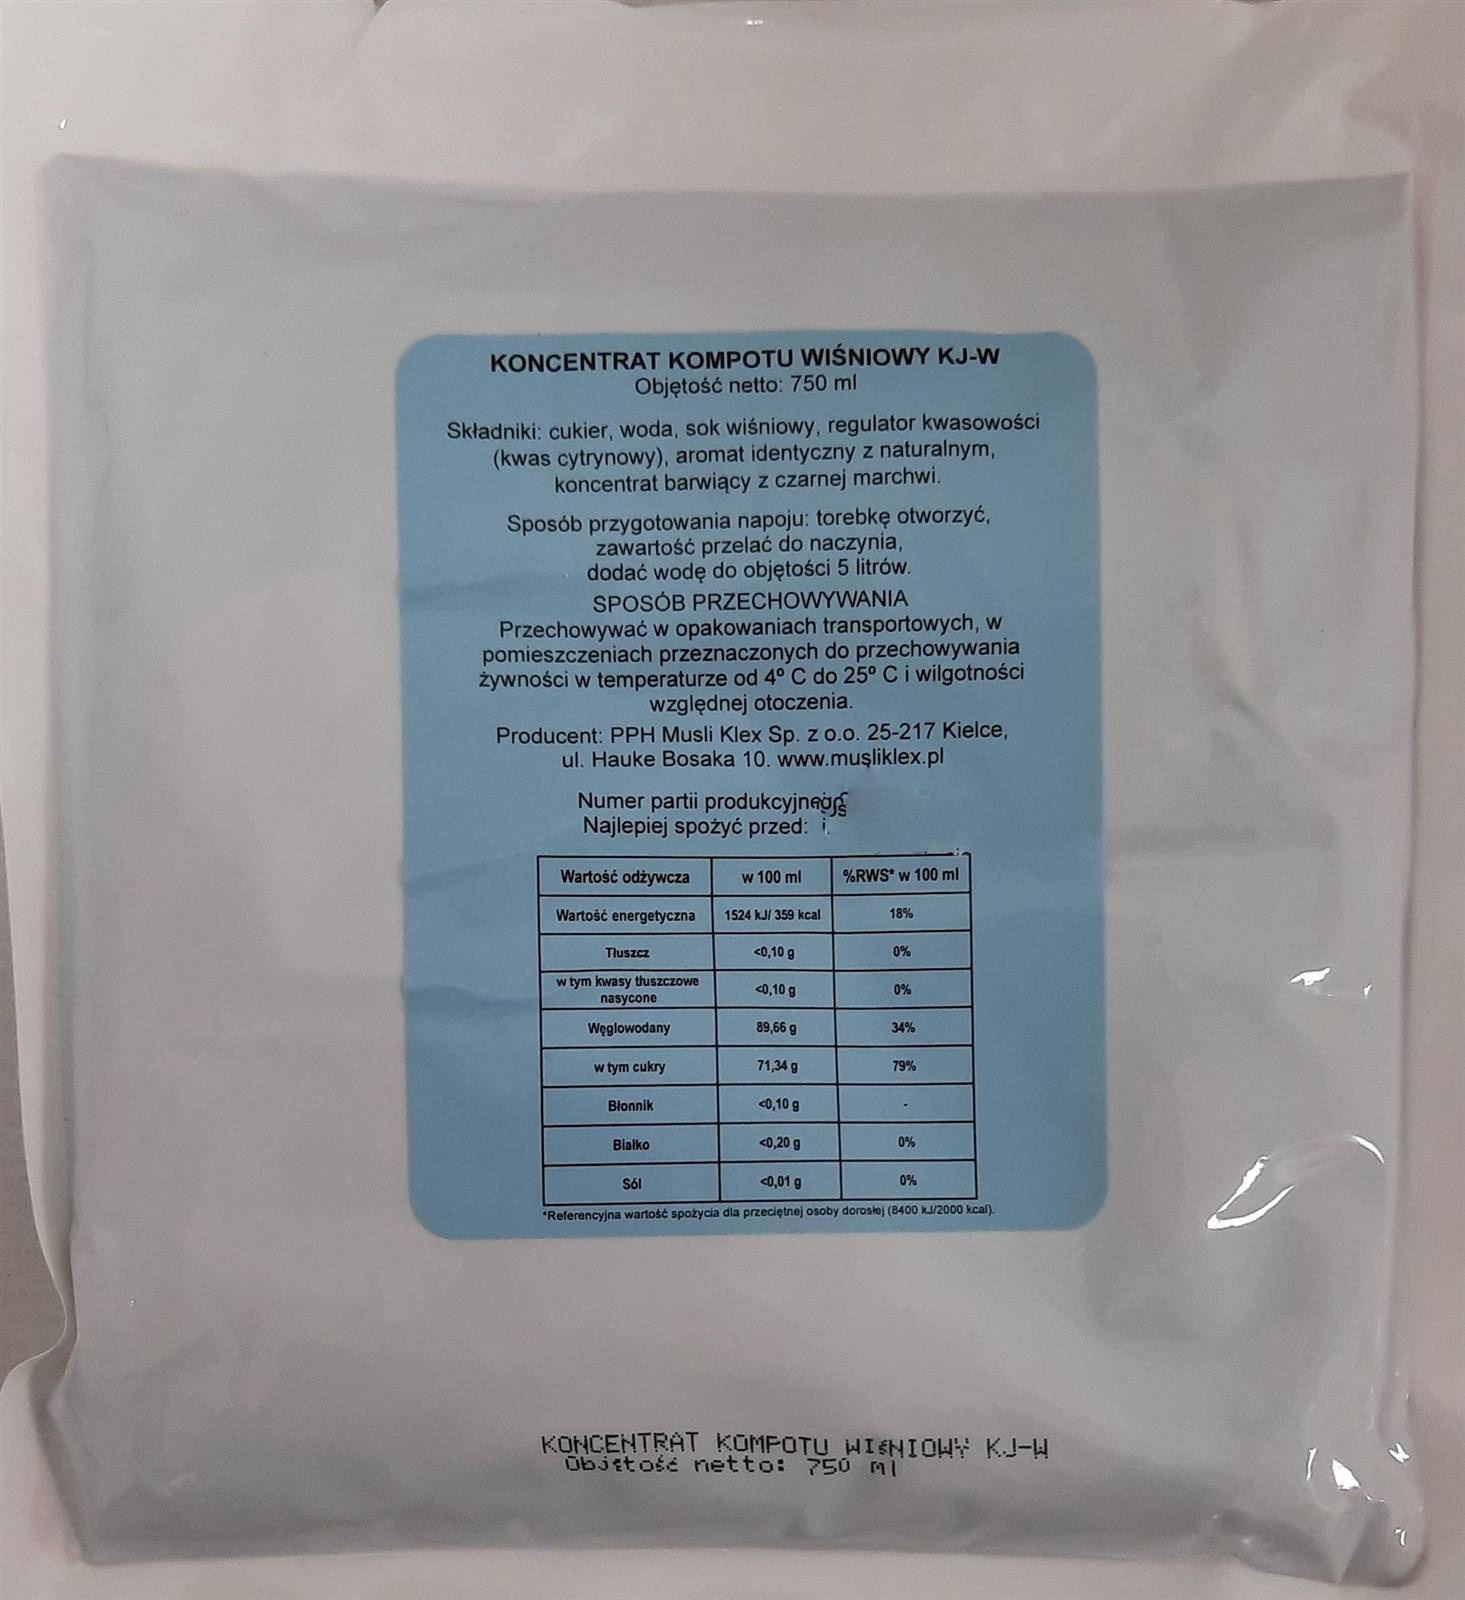 KONCENTRAT KOMPOTU WIŚNIOWY KJ-W
Objętość netto: 750 ml
Składniki: cukier, woda, sok wiśniowy, regulator kwasowości
(kwas cytrynowy), aromat identyczny z naturalnym,
koncentrat barwiący z czarnej marchwi.
Sposób przygotowania napoju: torebkę otworzyć,
zawartość przelać do naczynia,
dodać wodę do objętości 5 litrów.
SPOSÓB PRZECHOWYWANIA
Przechowywać w opakowaniach transportowych, w
pomieszczeniach przeznaczonych do przechowywania
żywności w temperaturze od 4º C do 25º C i wilgotności
względnej otoczenia.
Producent: PPH Musli Klex Sp. z o.o. 25-217 Kielce,
ul. Hauke Bosaka 10. www.musliklex.pl
Numer partii
Najlepiej spożyć przed:
Wartość odżywcza w 100 ml %RWS* w 100 ml
Wartość energetyczna 1524 kJ/ 359 kcal 18%
Tłuszcz <0,10 g 0%
w tym kwasy tłuszczowe
nasycone <0,10 g 0%
Węglowodany 89,66 g 34%
w tym cukry 71,34 g 79%
Błonnik <0,10 g -
Białko <0,20 g 0%
Sól <0,01 g 0%
*Referencyjna wartość spożycia dla przeciętnej osoby dorosłej (8400 kJ/2000 kcal).
KONCENTRAT KOMPOTU WIŚNIOWY KJ-W
Objętość netto: 750 ml